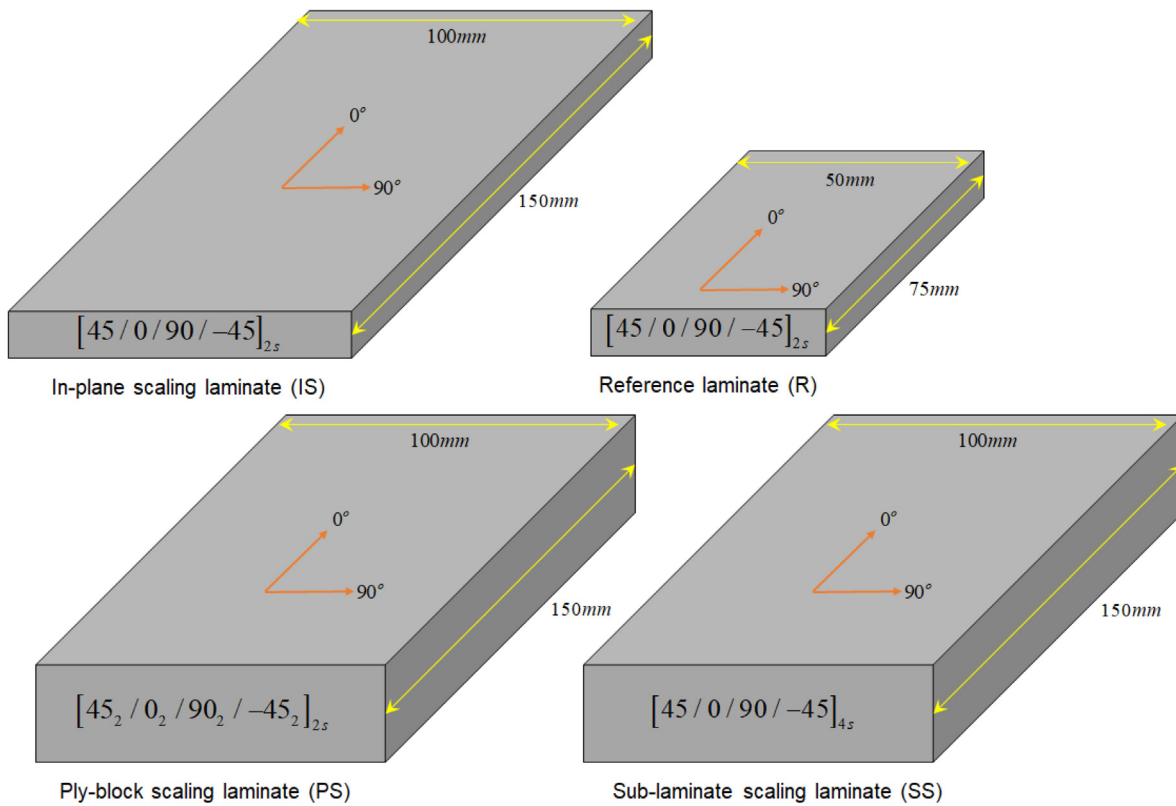 100mm
0°
90°
150mm
[45/0/90/−45]₂ₛ
In-plane scaling laminate (IS)
50mm
0°
90°
75mm
[45/0/90/−45]₂ₛ
Reference laminate (R)
100mm
0°
90°
150mm
[45₂/0₂/90₂/−45₂]₂ₛ
Ply-block scaling laminate (PS)
100mm
0°
90°
150mm
[45/0/90/−45]₄ₛ
Sub-laminate scaling laminate (SS)